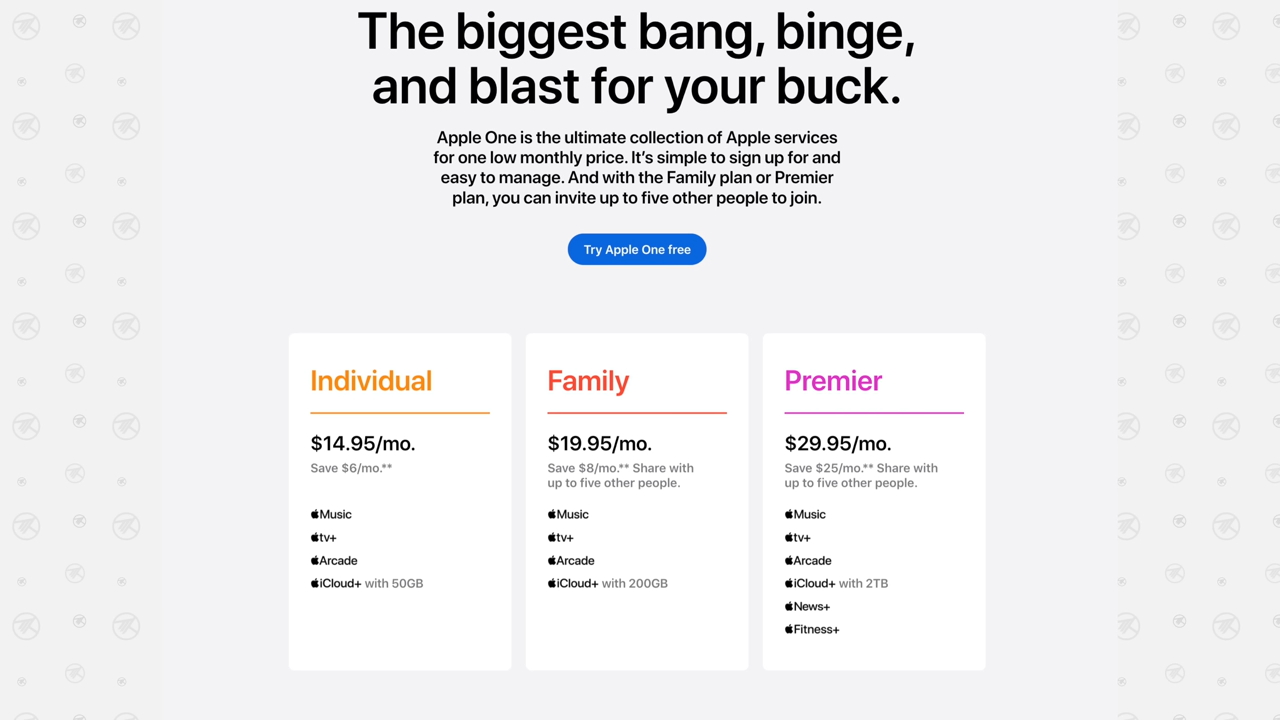 The biggest bang, binge,
and blast for your buck.
Apple One is the ultimate collection of Apple services
for one low monthly price. It’s simple to sign up for and
easy to manage. And with the Family plan or Premier
plan, you can invite up to five other people to join.
Try Apple One free
Individual
$14.95/mo.
Save $6/mo.**
Music
tv+
Arcade
iCloud+ with 50GB
Family
$19.95/mo.
Save $8/mo.** Share with
up to five other people.
Music
tv+
Arcade
iCloud+ with 200GB
Premier
$29.95/mo.
Save $25/mo.** Share with
up to five other people.
Music
tv+
Arcade
iCloud+ with 2TB
News+
Fitness+